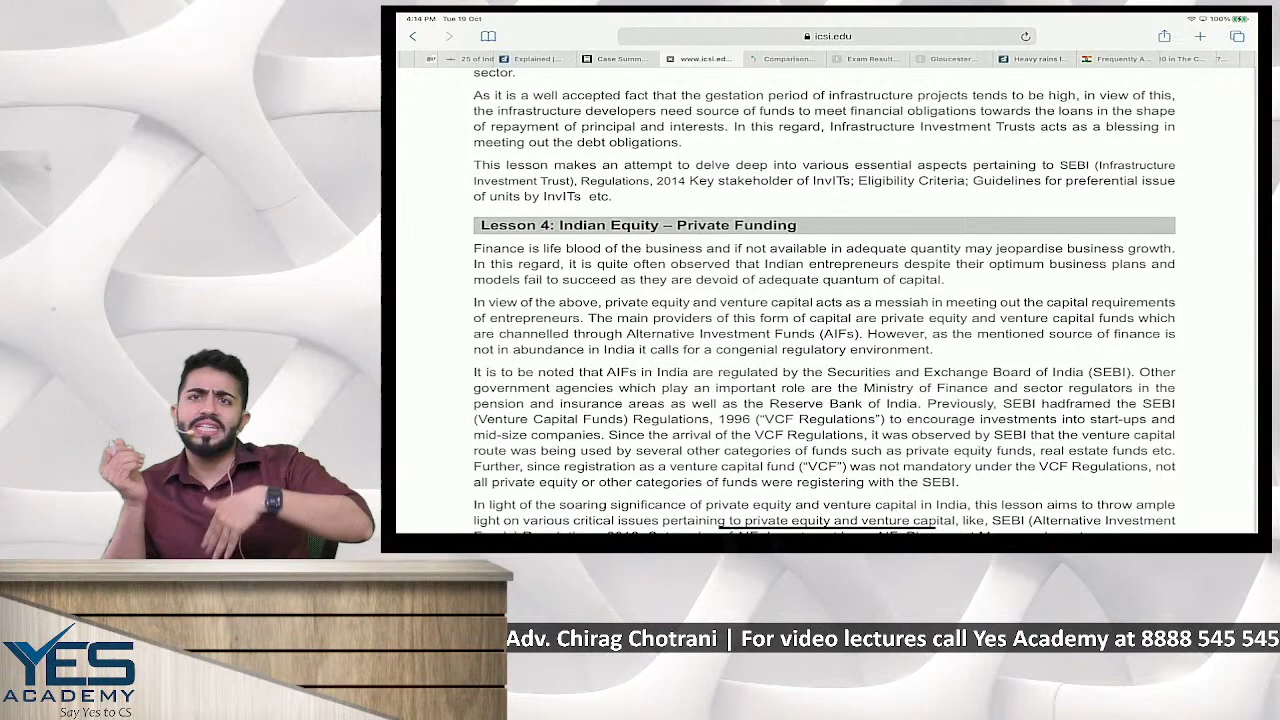 4:14 PM Tue 19 Oct
100%
icsi.edu
25 of Ind
Explained |...
Case Summ...
www.icsi.ed...
Comparison...
Exam Result...
Gloucester...
Heavy rains l...
Frequently A...
IO in The C...
sector.
As it is a well accepted fact that the gestation period of infrastructure projects tends to be high, in view of this,
the infrastructure developers need source of funds to meet financial obligations towards the loans in the shape
of repayment of principal and interests. In this regard, Infrastructure Investment Trusts acts as a blessing in
meeting out the debt obligations.
This lesson makes an attempt to delve deep into various essential aspects pertaining to SEBI (Infrastructure
Investment Trust), Regulations, 2014 Key stakeholder of InvITs; Eligibility Criteria; Guidelines for preferential issue
of units by InvITs etc.
Lesson 4: Indian Equity – Private Funding
Finance is life blood of the business and if not available in adequate quantity may jeopardise business growth.
In this regard, it is quite often observed that Indian entrepreneurs despite their optimum business plans and
models fail to succeed as they are devoid of adequate quantum of capital.
In view of the above, private equity and venture capital acts as a messiah in meeting out the capital requirements
of entrepreneurs. The main providers of this form of capital are private equity and venture capital funds which
are channelled through Alternative Investment Funds (AIFs). However, as the mentioned source of finance is
not in abundance in India it calls for a congenial regulatory environment.
It is to be noted that AIFs in India are regulated by the Securities and Exchange Board of India (SEBI). Other
government agencies which play an important role are the Ministry of Finance and sector regulators in the
pension and insurance areas as well as the Reserve Bank of India. Previously, SEBI hadframed the SEBI
(Venture Capital Funds) Regulations, 1996 (“VCF Regulations”) to encourage investments into start-ups and
mid-size companies. Since the arrival of the VCF Regulations, it was observed by SEBI that the venture capital
route was being used by several other categories of funds such as private equity funds, real estate funds etc.
Further, since registration as a venture capital fund (“VCF”) was not mandatory under the VCF Regulations, not
all private equity or other categories of funds were registering with the SEBI.
In light of the soaring significance of private equity and venture capital in India, this lesson aims to throw ample
light on various critical issues pertaining to private equity and venture capital, like, SEBI (Alternative Investment
Adv. Chirag Chotrani | For video lectures call Yes Academy at 8888 545 545
YES
ACADEMY
Say Yes to CS